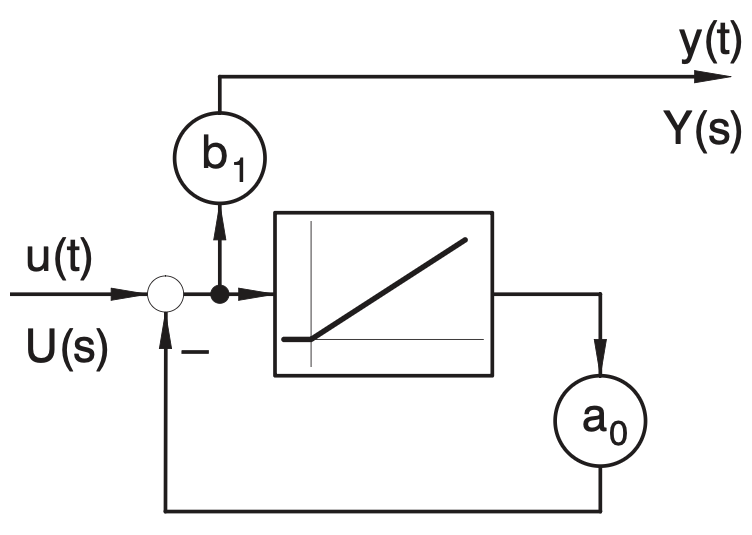 y(t)
Y(s)
b₁
u(t)
U(s)
–
a₀